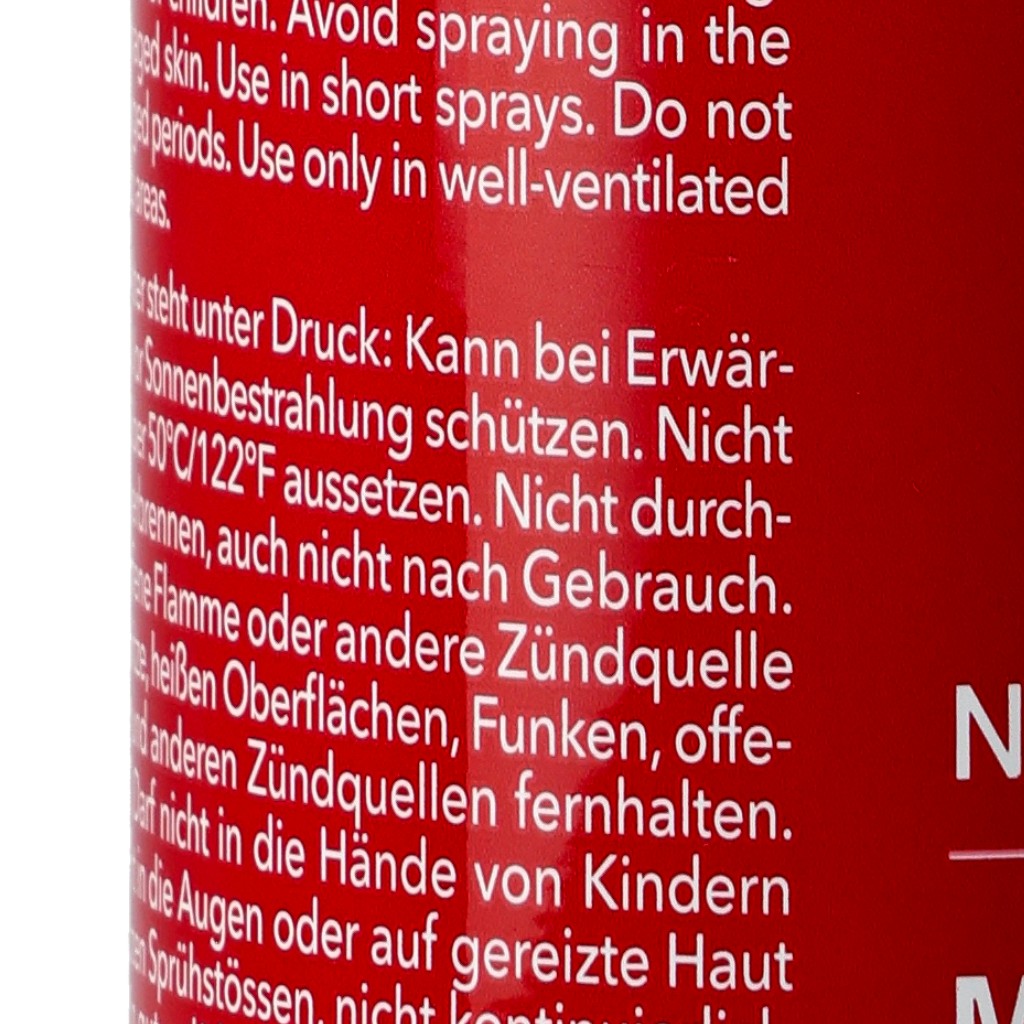 children. Avoid spraying in the
skin. Use in short sprays. Do not
periods. Use only in well-ventilated
areas.
steht unter Druck: Kann bei Erwär-
Sonnenbestrahlung schützen. Nicht
50°C/122°F aussetzen. Nicht durch-
brennen, auch nicht nach Gebrauch.
Flamme oder andere Zündquelle
heißen Oberflächen, Funken, offe-
anderen Zündquellen fernhalten.
Darf nicht in die Hände von Kindern
in die Augen oder auf gereizte Haut
Sprühstössen, nicht
N
M